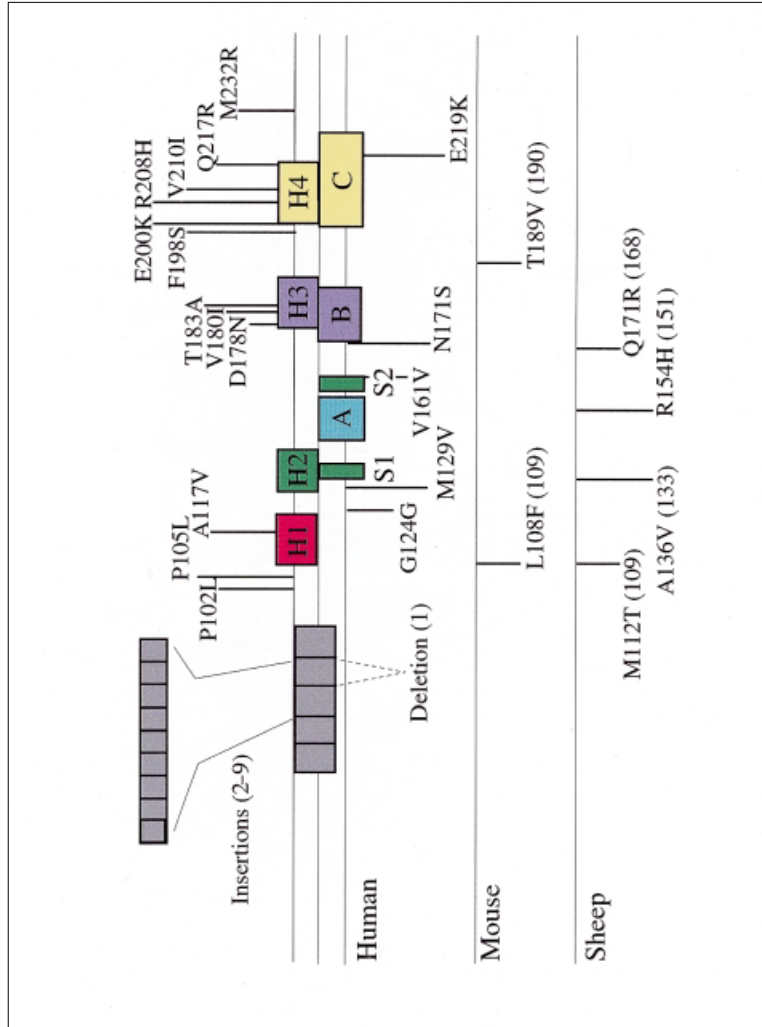 Insertions (2-9)
P102L
P105L
A117V
D178N
V180I
T183A
F198S
E200K
R208H
V210I
Q217R
M232R
H1
H2
H3
H4
A
B
C
S1
S2
Deletion (1)
G124G
M129V
V161V
N171S
E219K
Human
L108F (109)
T189V (190)
Mouse
M112T (109)
A136V (133)
R154H (151)
Q171R (168)
Sheep